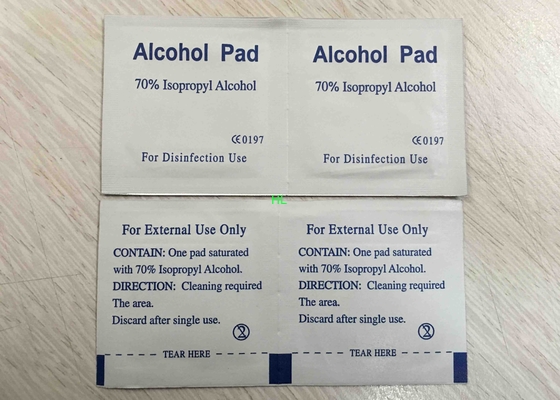 Alcohol Pad
70% Isopropyl Alcohol
CE0197
For Disinfection Use
Alcohol Pad
70% Isopropyl Alcohol
CE0197
For Disinfection Use
HL
For External Use Only
CONTAIN: One pad saturated
with 70% Isopropyl Alcohol.
DIRECTION: Cleaning required
The area.
Discard after single use.
2
TEAR HERE
For External Use Only
CONTAIN: One pad saturated
with 70% Isopropyl Alcohol.
DIRECTION: Cleaning required
The area.
Discard after single use.
2
TEAR HERE